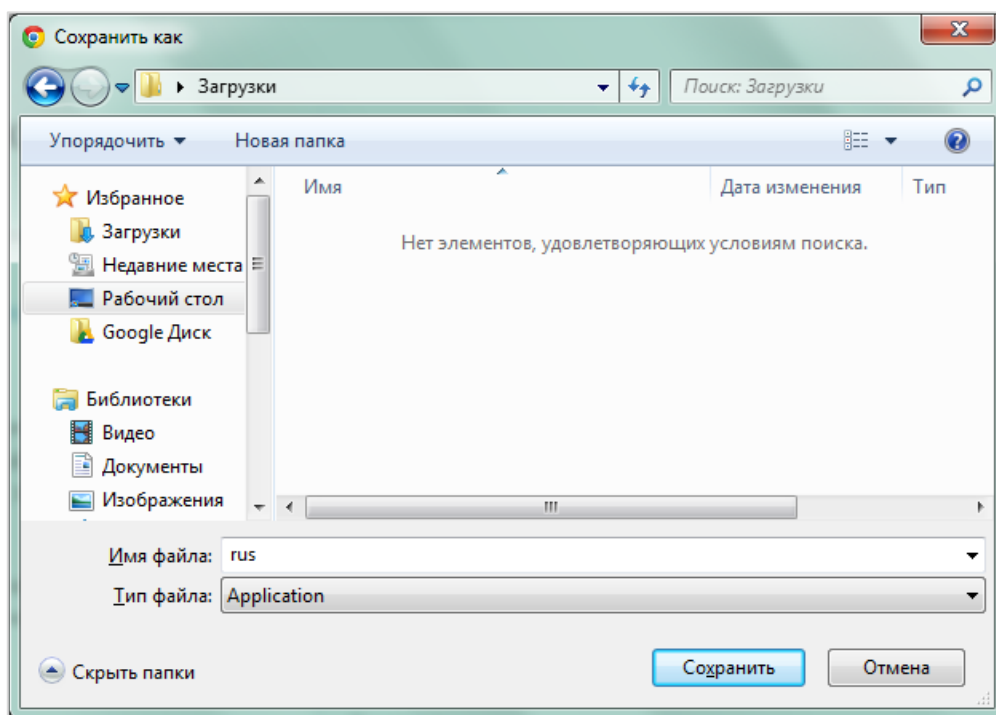 Сохранить как
Загрузки
Поиск: Загрузки
Упорядочить Новая папка
Имя Дата изменения Тип
Нет элементов, удовлетворяющих условиям поиска.
Избранное
Загрузки
Недавние места
Рабочий стол
Google Диск
Библиотеки
Видео
Документы
Изображения
Имя файла: rus
Тип файла: Application
Скрыть папки
Сохранить Отмена